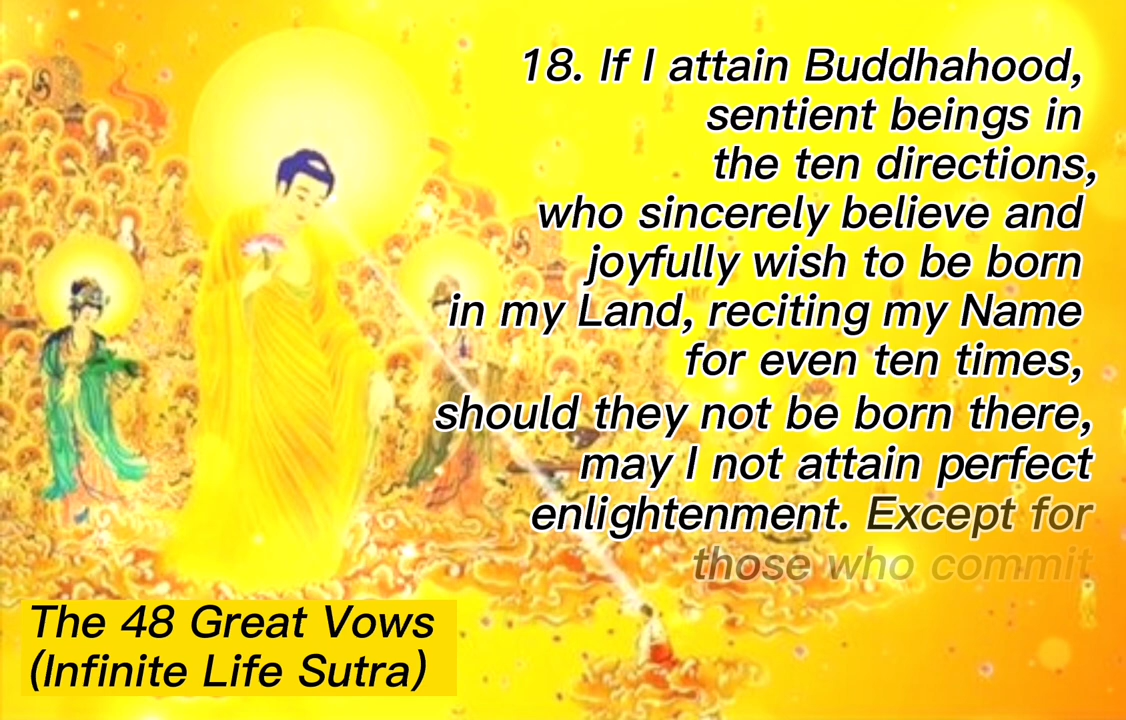 18. If I attain Buddhahood,
sentient beings in
the ten directions,
who sincerely believe and
joyfully wish to be born
in my Land, reciting my Name
for even ten times,
should they not be born there,
may I not attain perfect
enlightenment. Except for
those who commit
The 48 Great Vows
(Infinite Life Sutra)